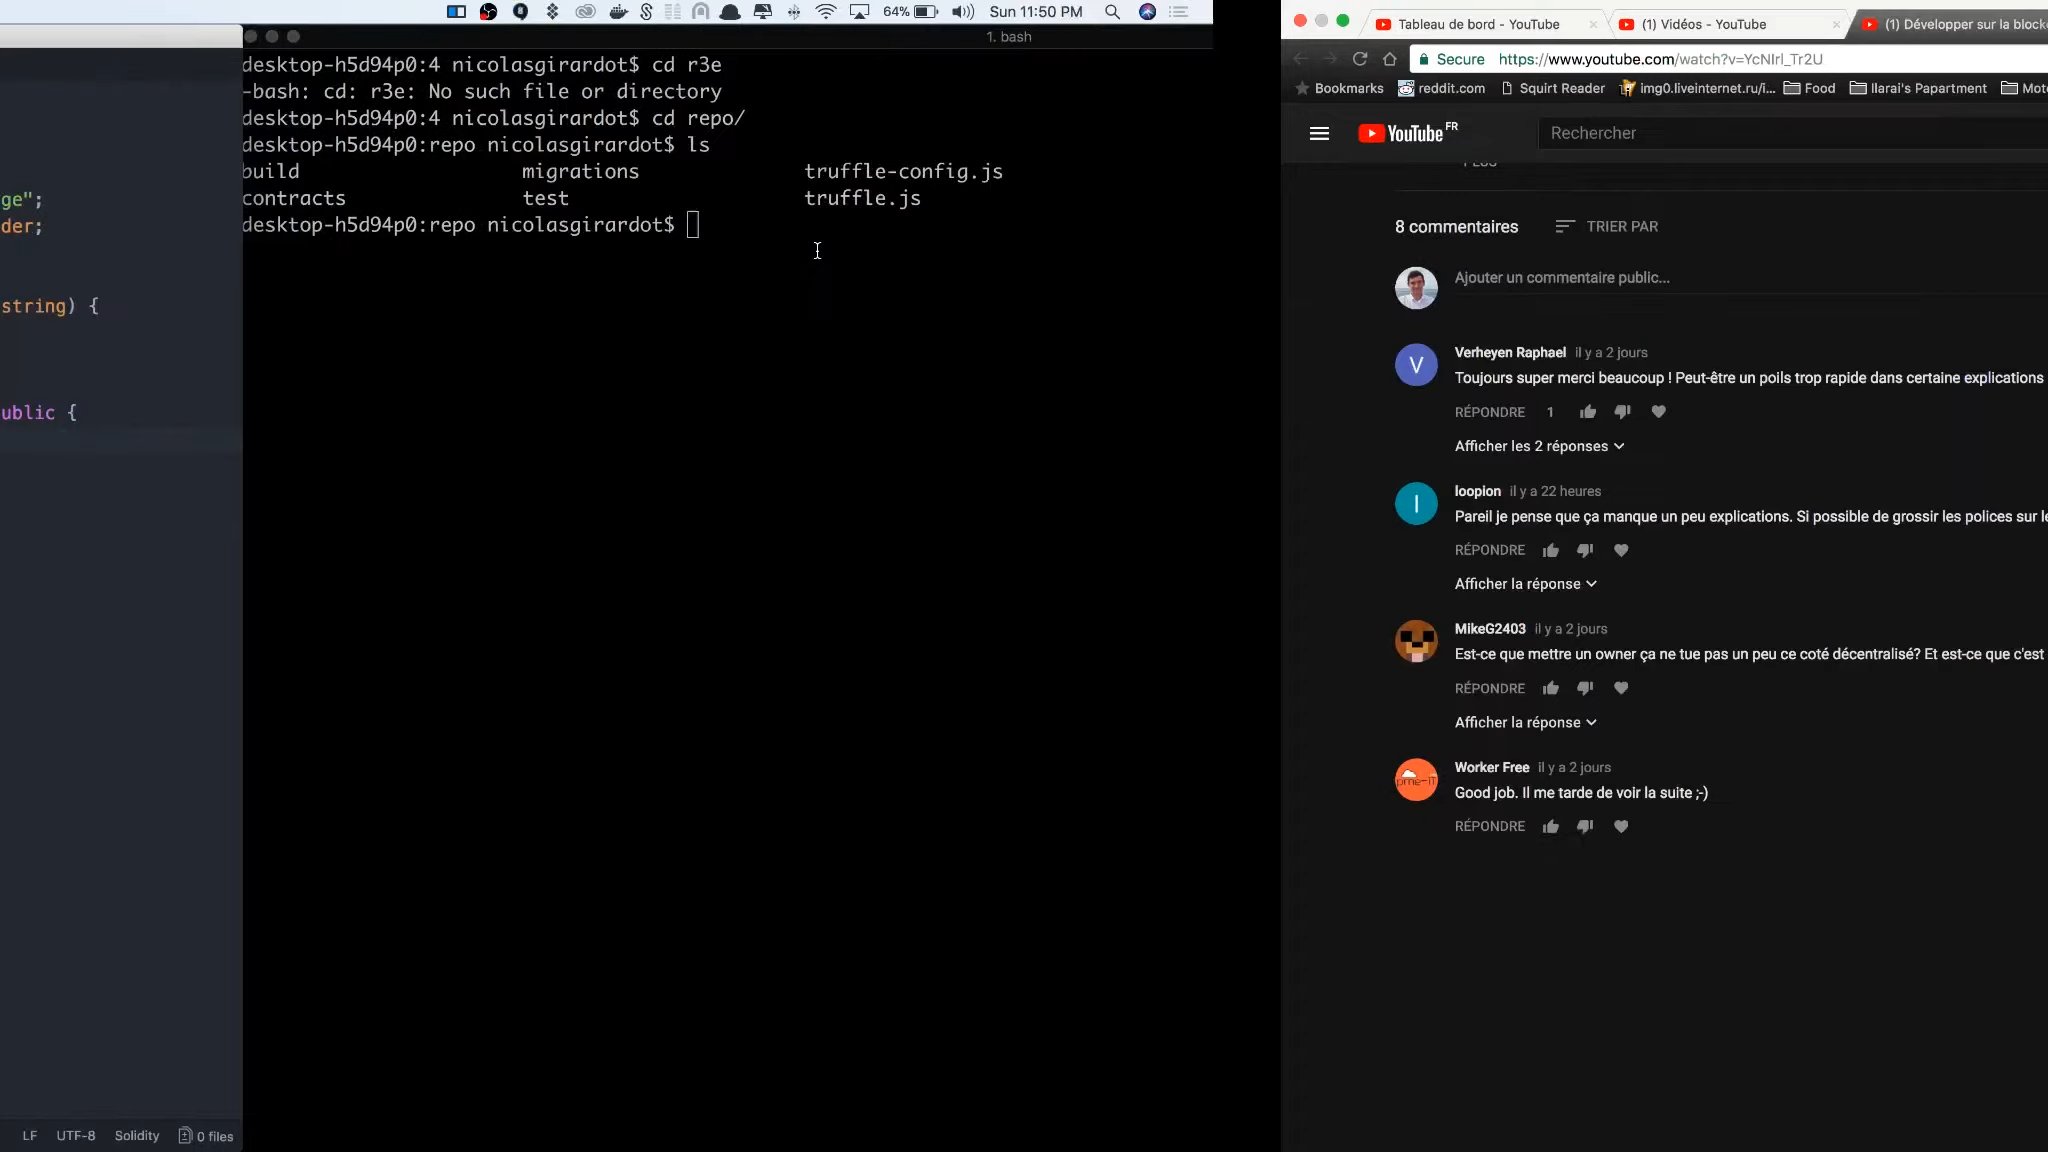 64%
Sun 11:50 PM
1. bash
desktop-h5d94p0:4 nicolasgirardot$ cd r3e
-bash: cd: r3e: No such file or directory
desktop-h5d94p0:4 nicolasgirardot$ cd repo/
desktop-h5d94p0:repo nicolasgirardot$ ls
build migrations truffle-config.js
contracts test truffle.js
desktop-h5d94p0:repo nicolasgirardot$
ge";
der;
string) {
ublic {
LF UTF-8 Solidity 0 files
Tableau de bord - YouTube
(1) Vidéos - YouTube
(1) Développer sur la blockc
Secure https://www.youtube.com/watch?v=YcNIrl_Tr2U
Bookmarks reddit.com Squirt Reader img0.liveinternet.ru/i... Food Ilarai's Papartment Mot
YouTube FR
Rechercher
PLUS
8 commentaires TRIER PAR
Ajouter un commentaire public...
V
Verheyen Raphael il y a 2 jours
Toujours super merci beaucoup ! Peut-être un poils trop rapide dans certaine explications
RÉPONDRE 1
Afficher les 2 réponses
l
loopion il y a 22 heures
Pareil je pense que ça manque un peu explications. Si possible de grossir les polices sur le
RÉPONDRE
Afficher la réponse
MikeG2403 il y a 2 jours
Est-ce que mettre un owner ça ne tue pas un peu ce coté décentralisé? Et est-ce que c'est
RÉPONDRE
Afficher la réponse
pme-IT
Worker Free il y a 2 jours
Good job. Il me tarde de voir la suite ;-)
RÉPONDRE